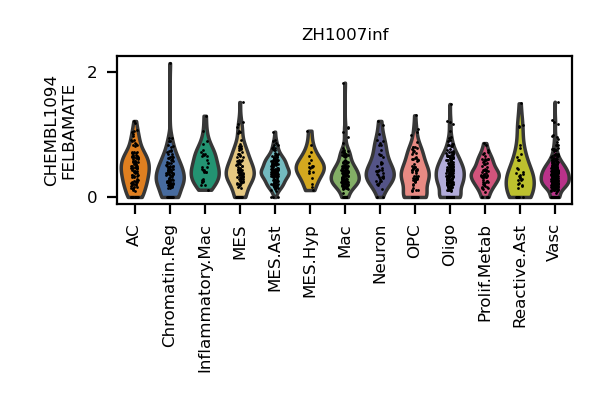 ZH1007inf
CHEMBL1094
FELBAMATE
2
0
AC
Chromatin.Reg
Inflammatory.Mac
MES
MES.Ast
MES.Hyp
Mac
Neuron
OPC
Oligo
Prolif.Metab
Reactive.Ast
Vasc